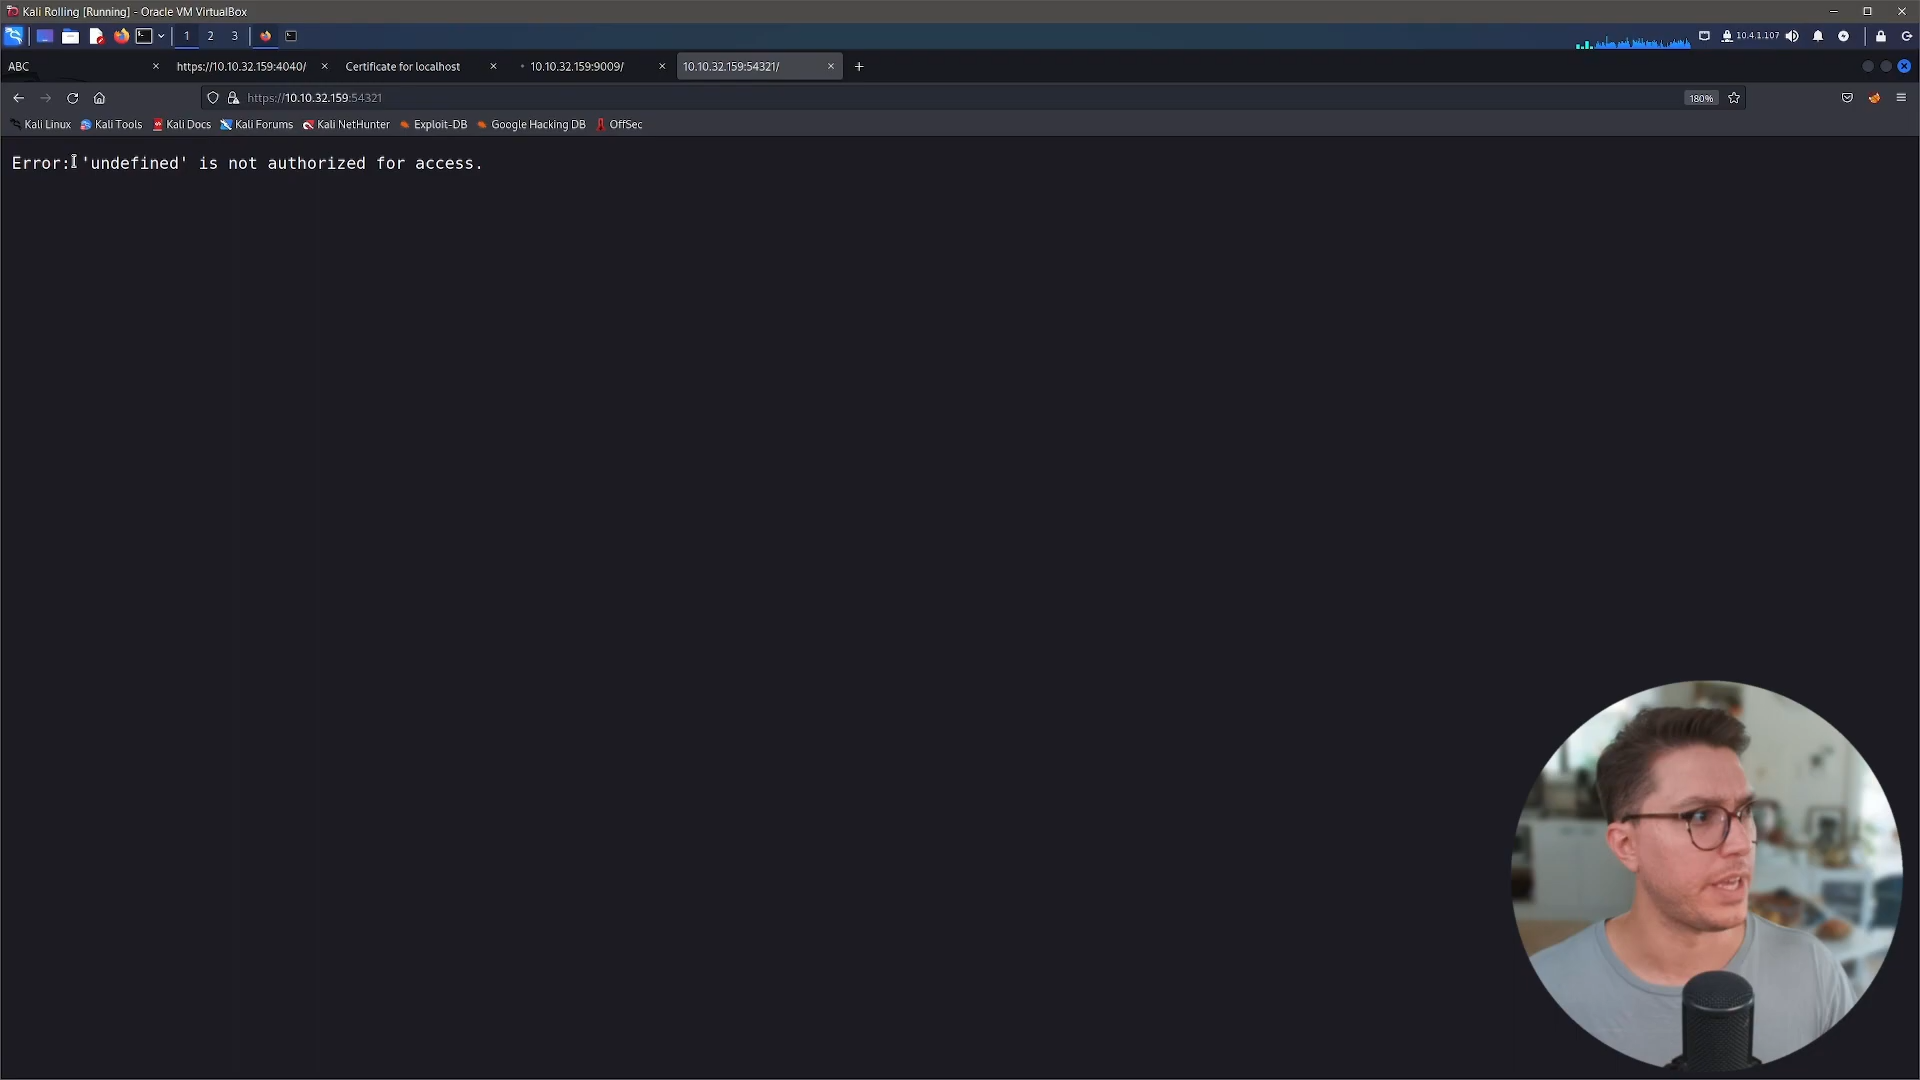 Kali Rolling [Running] - Oracle VM VirtualBox
1 2 3 10.4.1.107
ABC https://10.10.32.159:4040/ Certificate for localhost 10.10.32.159:9009/ 10.10.32.159:54321/
https://10.10.32.159:54321 180%
Kali Linux Kali Tools Kali Docs Kali Forums Kali NetHunter Exploit-DB Google Hacking DB OffSec
Error: 'undefined' is not authorized for access.